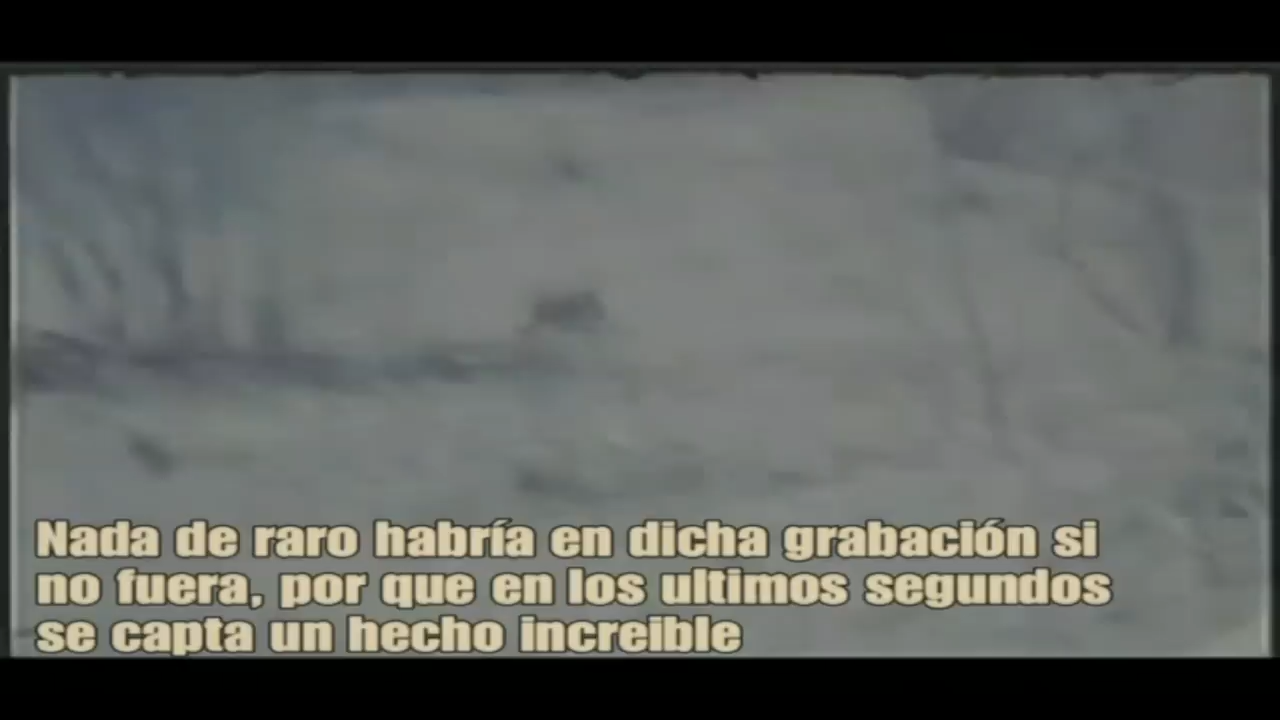 Nada de raro habría en dicha grabación si
no fuera, por que en los ultimos segundos
se capta un hecho increible